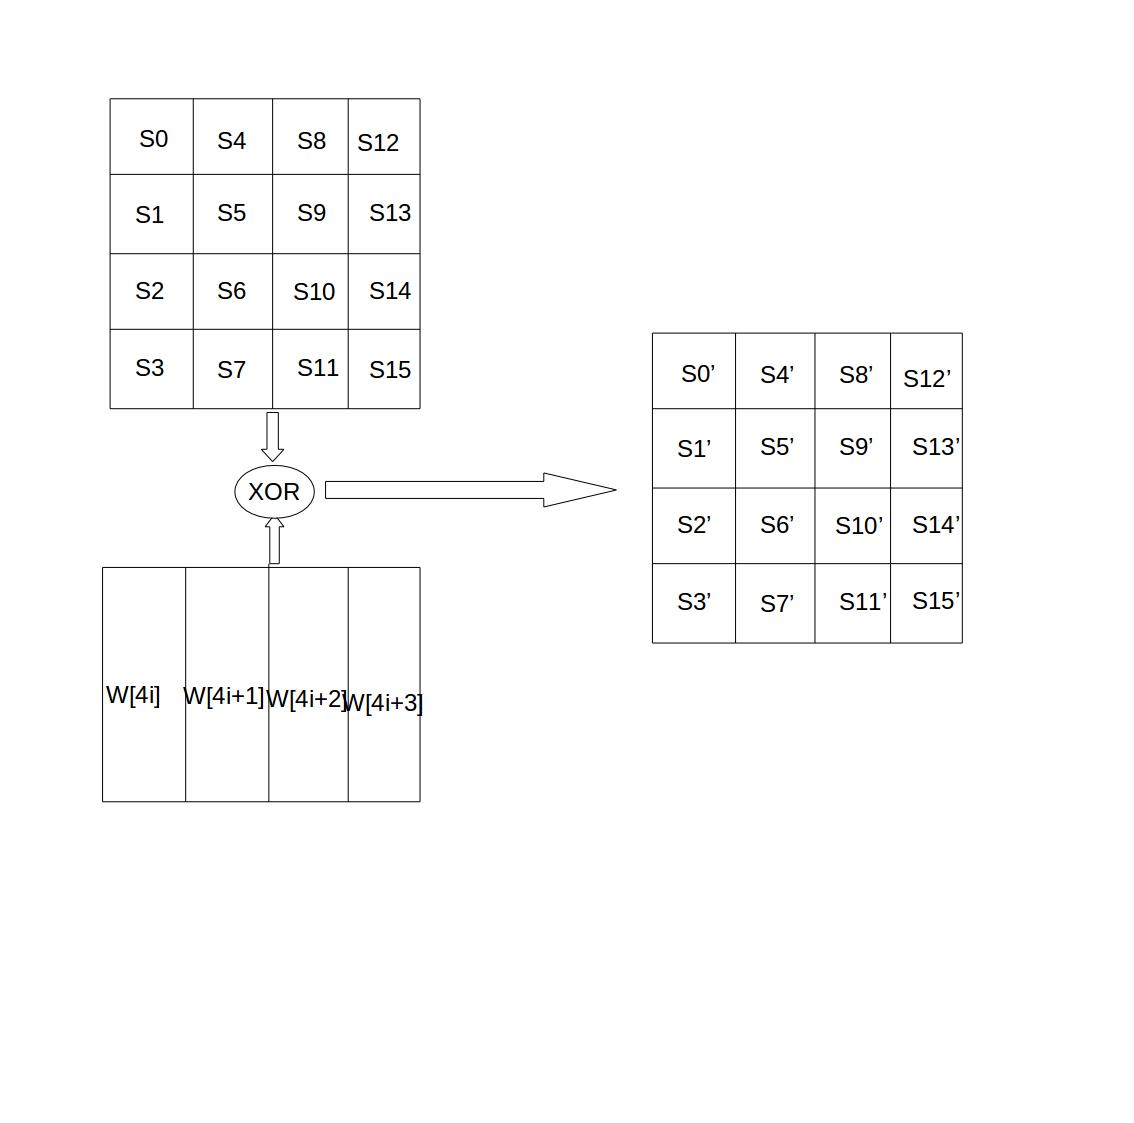 S0 S4 S8 S12
S1 S5 S9 S13
S2 S6 S10 S14
S3 S7 S11 S15
XOR
W[4i] W[4i+1] W[4i+2] W[4i+3]
S0’ S4’ S8’ S12’
S1’ S5’ S9’ S13’
S2’ S6’ S10’ S14’
S3’ S7’ S11’ S15’